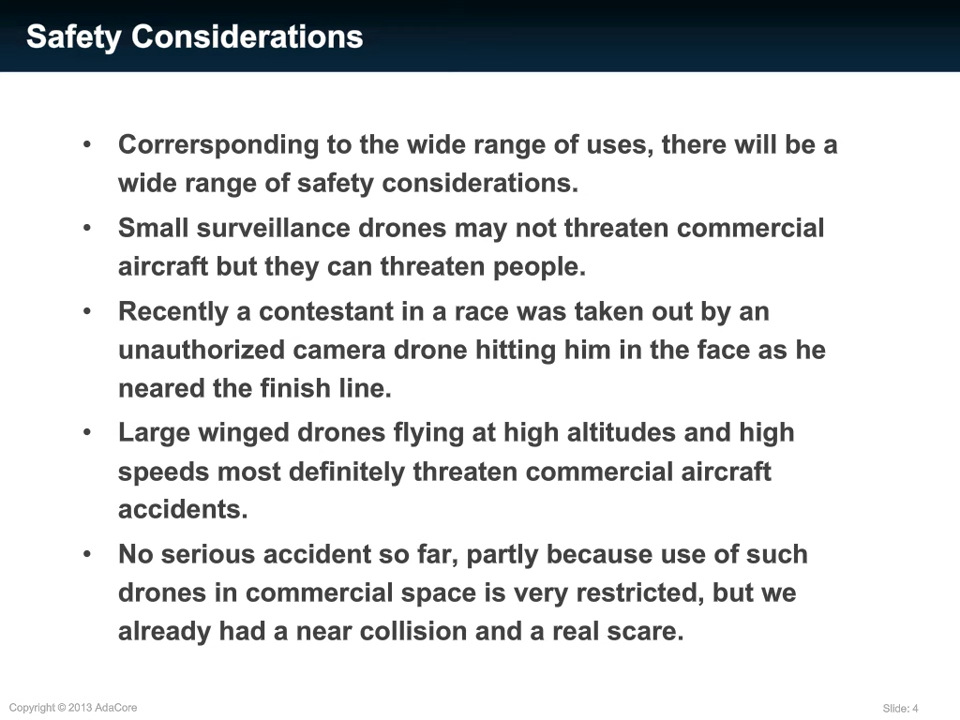 Safety Considerations
• Corrersponding to the wide range of uses, there will be a
wide range of safety considerations.
• Small surveillance drones may not threaten commercial
aircraft but they can threaten people.
• Recently a contestant in a race was taken out by an
unauthorized camera drone hitting him in the face as he
neared the finish line.
• Large winged drones flying at high altitudes and high
speeds most definitely threaten commercial aircraft
accidents.
• No serious accident so far, partly because use of such
drones in commercial space is very restricted, but we
already had a near collision and a real scare.
Copyright © 2013 AdaCore
Slide: 4